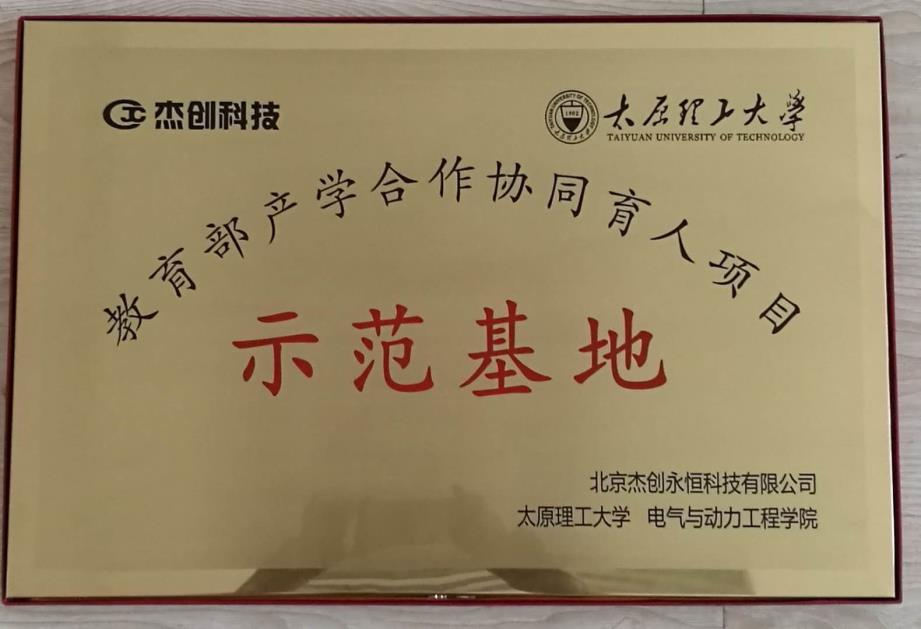 杰创科技
太原理工大学
TAIYUAN UNIVERSITY OF TECHNOLOGY
教育部产学合作协同育人项目
示范基地
北京杰创永恒科技有限公司
太原理工大学 电气与动力工程学院